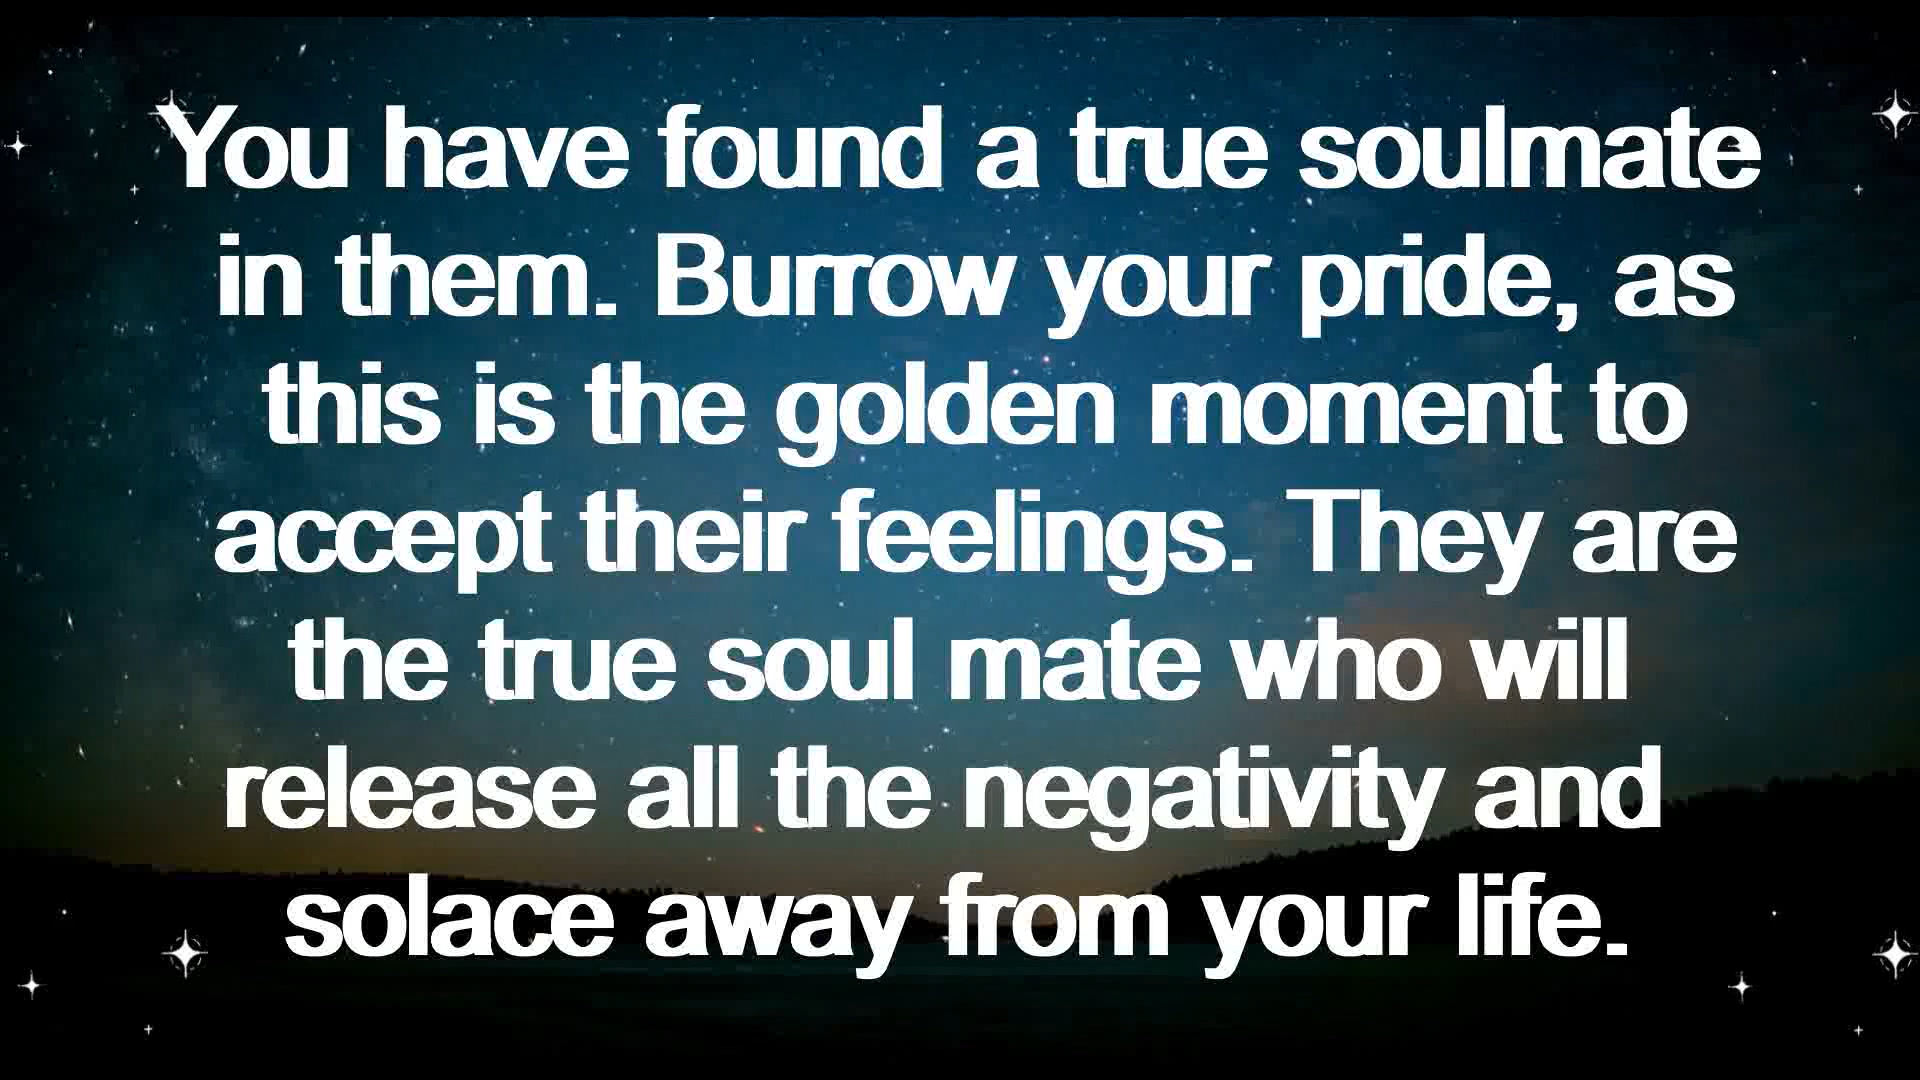 You have found a true soulmate
in them. Burrow your pride, as
this is the golden moment to
accept their feelings. They are
the true soul mate who will
release all the negativity and
solace away from your life.